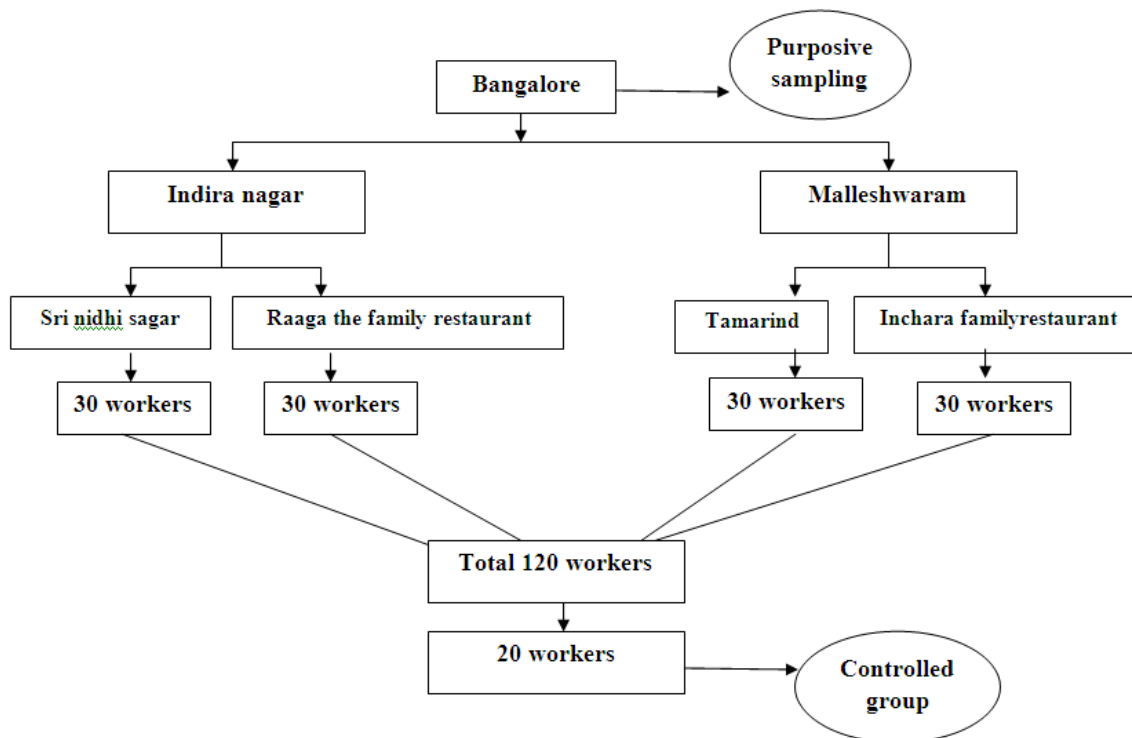 Purposive
sampling
Bangalore
Indira nagar
Malleshwaram
Sri nidhi sagar
Raaga the family restaurant
Tamarind
Inchara familyrestaurant
30 workers
30 workers
30 workers
30 workers
Total 120 workers
20 workers
Controlled
group